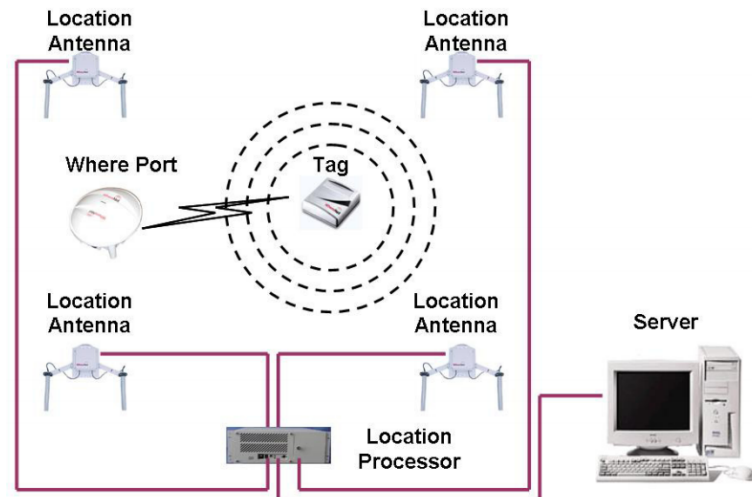 Location
Antenna
Location
Antenna
Where Port
Tag
Location
Antenna
Location
Antenna
Server
Location
Processor